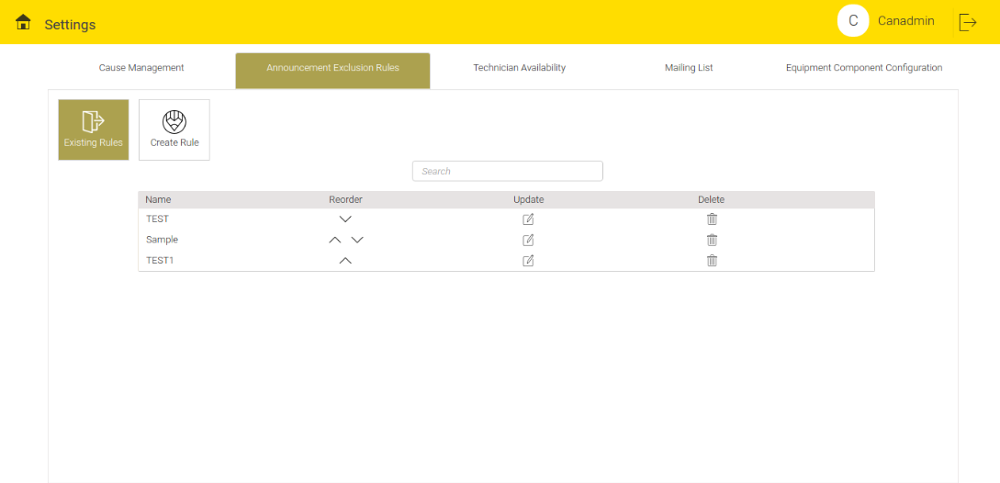 Settings
C Canadmin
Cause Management Announcement Exclusion Rules Technician Availability Mailing List Equipment Component Configuration
Existing Rules Create Rule
Search
Name Reorder Update Delete
TEST
Sample
TEST1